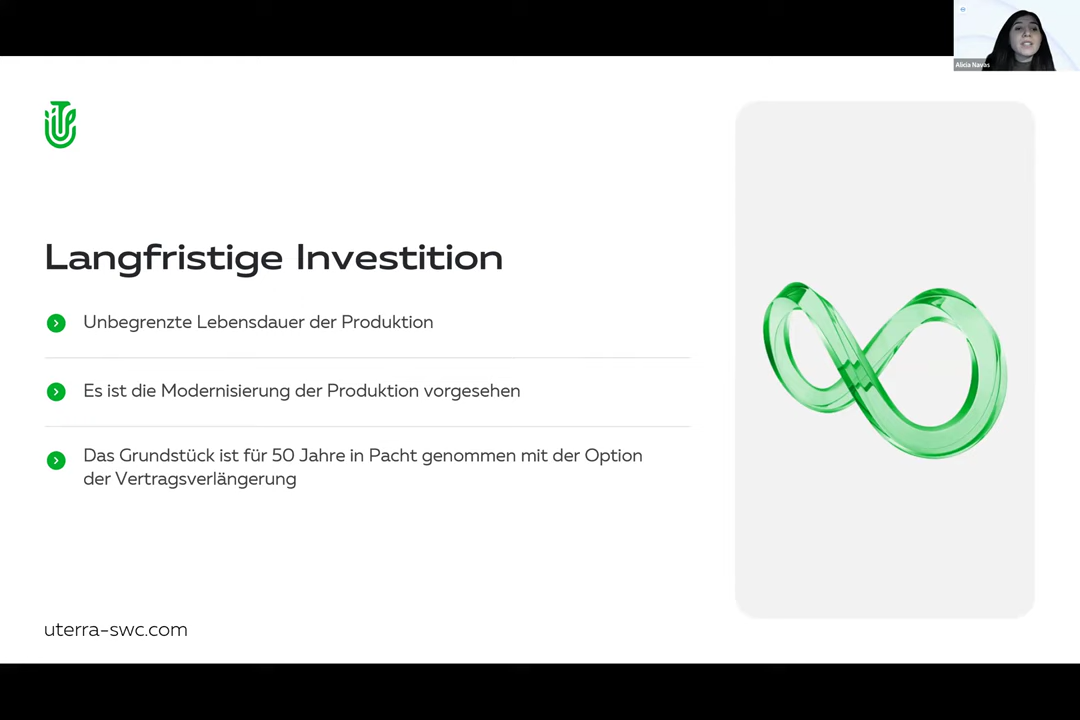 Alicia Navas
Langfristige Investition
Unbegrenzte Lebensdauer der Produktion
Es ist die Modernisierung der Produktion vorgesehen
Das Grundstück ist für 50 Jahre in Pacht genommen mit der Option
der Vertragsverlängerung
uterra-swc.com